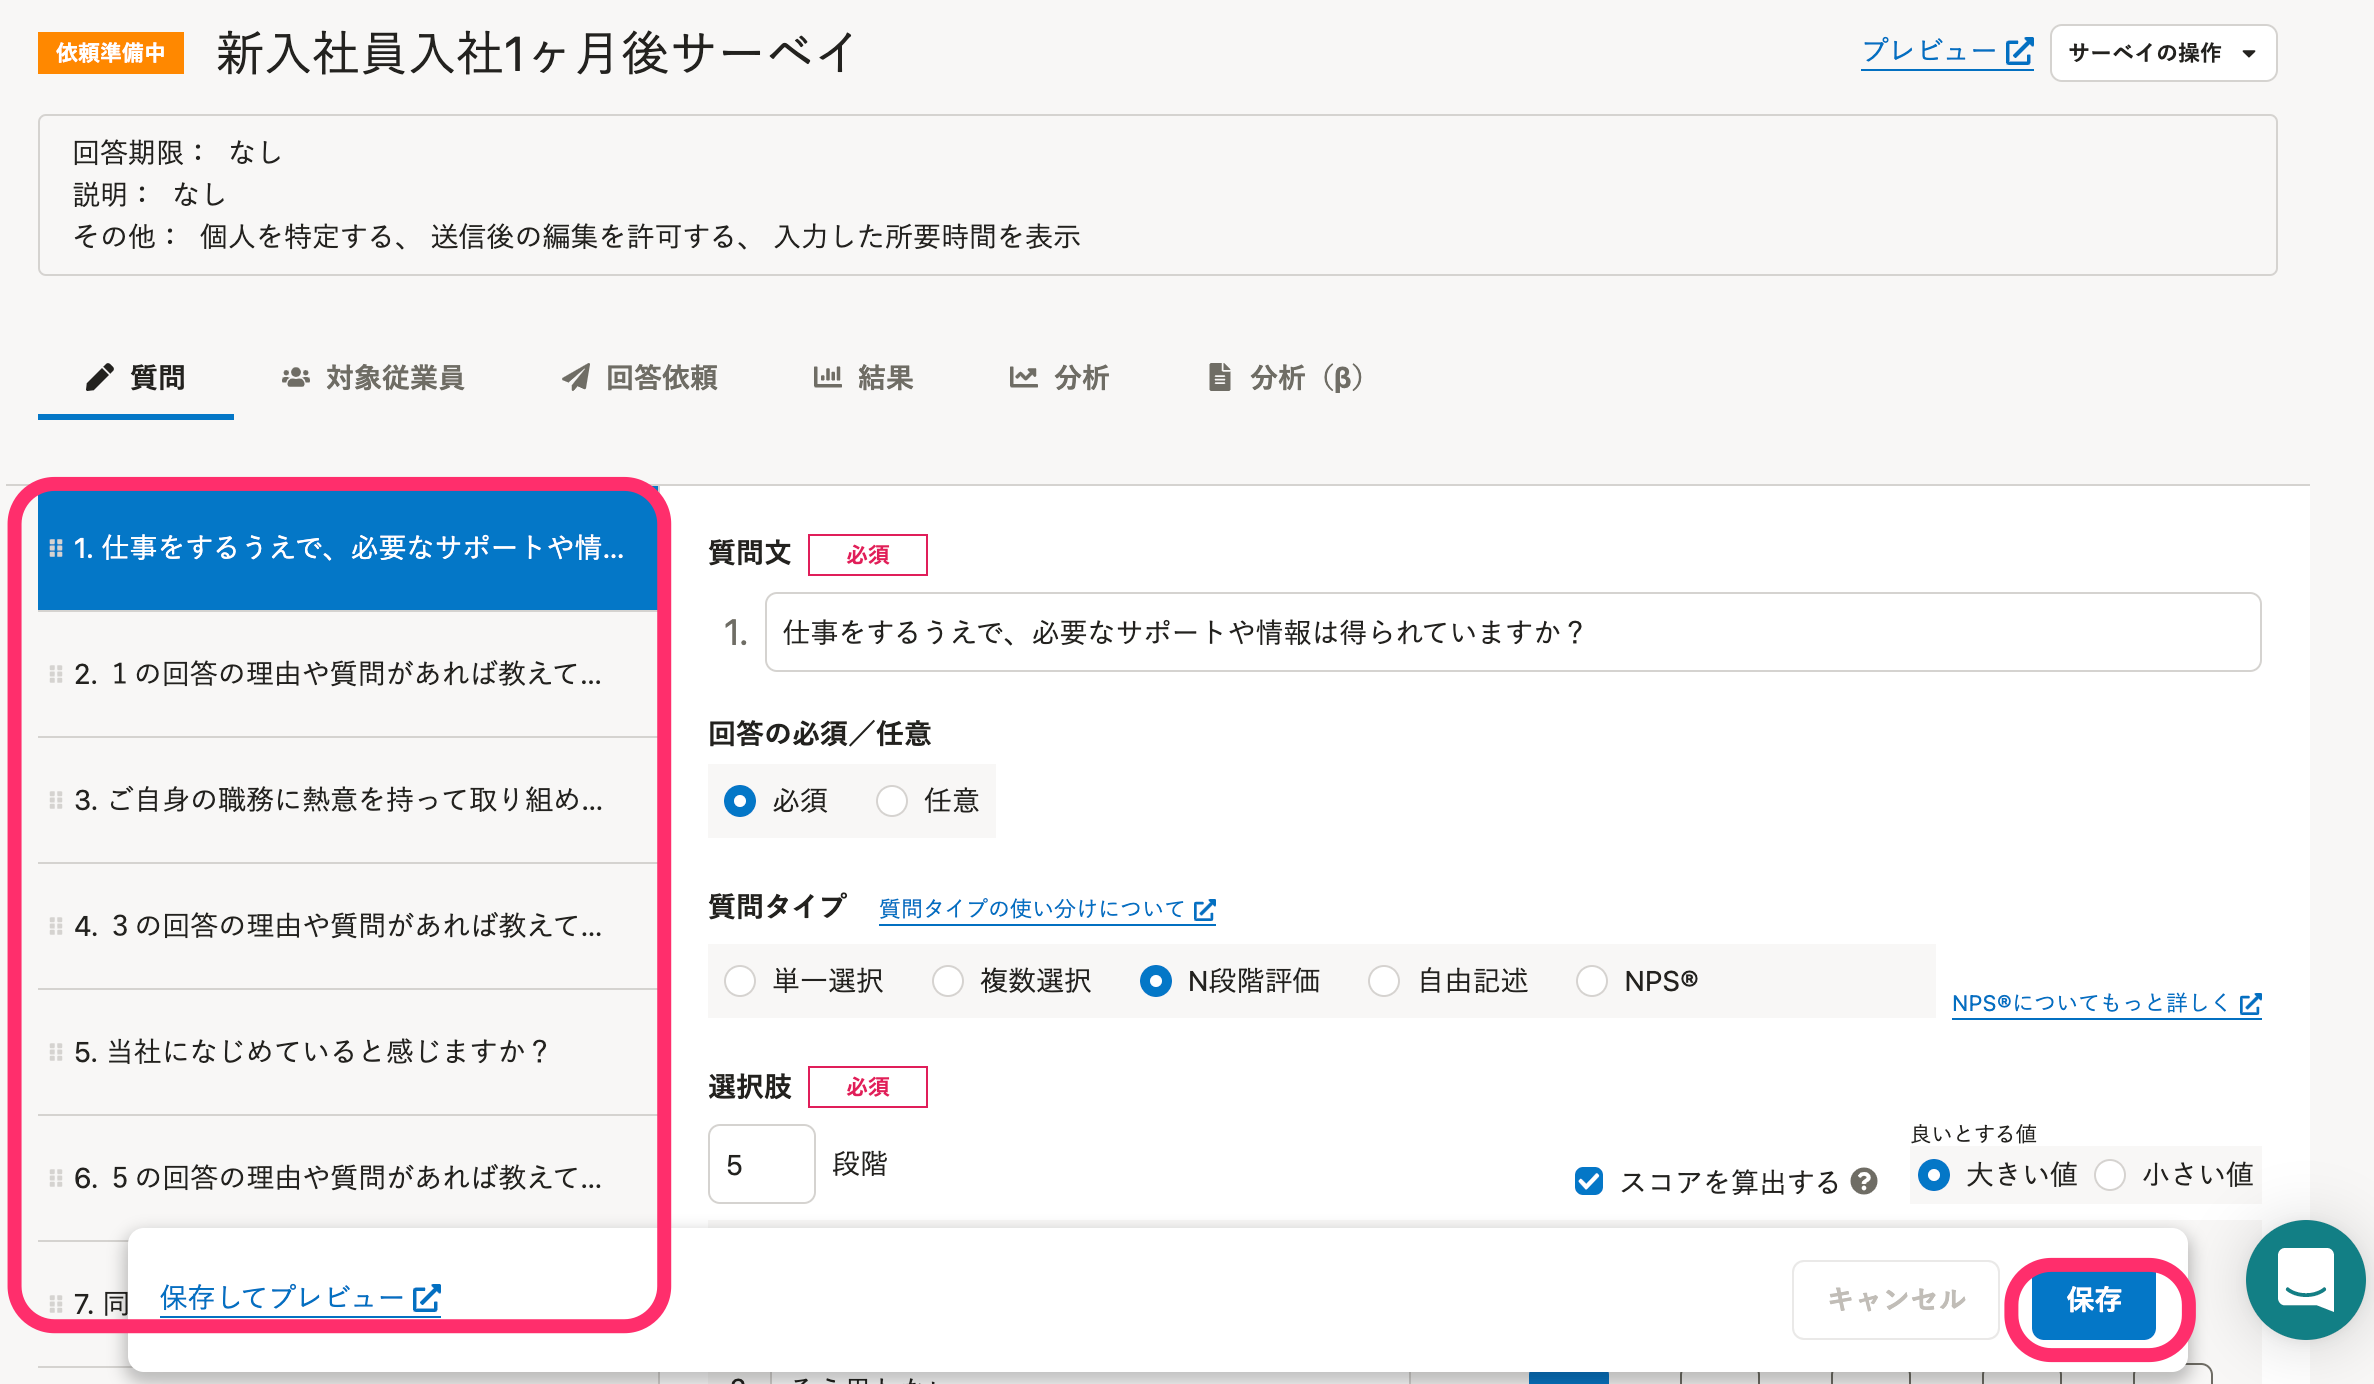 依頼準備中 新入社員入社1ヶ月後サーベイ プレビュー サーベイの操作
回答期限： なし
説明： なし
その他： 個人を特定する、 送信後の編集を許可する、 入力した所要時間を表示
質問 対象従業員 回答依頼 結果 分析 分析（β）
1. 仕事をするうえで、必要なサポートや情...
2. １の回答の理由や質問があれば教えて...
3. ご自身の職務に熱意を持って取り組め...
4. ３の回答の理由や質問があれば教えて...
5. 当社になじめていると感じますか？
6. ５の回答の理由や質問があれば教えて...
7. 同
質問文 必須
1. 仕事をするうえで、必要なサポートや情報は得られていますか？
回答の必須／任意
必須 任意
質問タイプ 質問タイプの使い分けについて
単一選択 複数選択 N段階評価 自由記述 NPS®
NPS®についてもっと詳しく
選択肢 必須
5 段階
スコアを算出する
良いとする値
大きい値 小さい値
保存してプレビュー キャンセル 保存